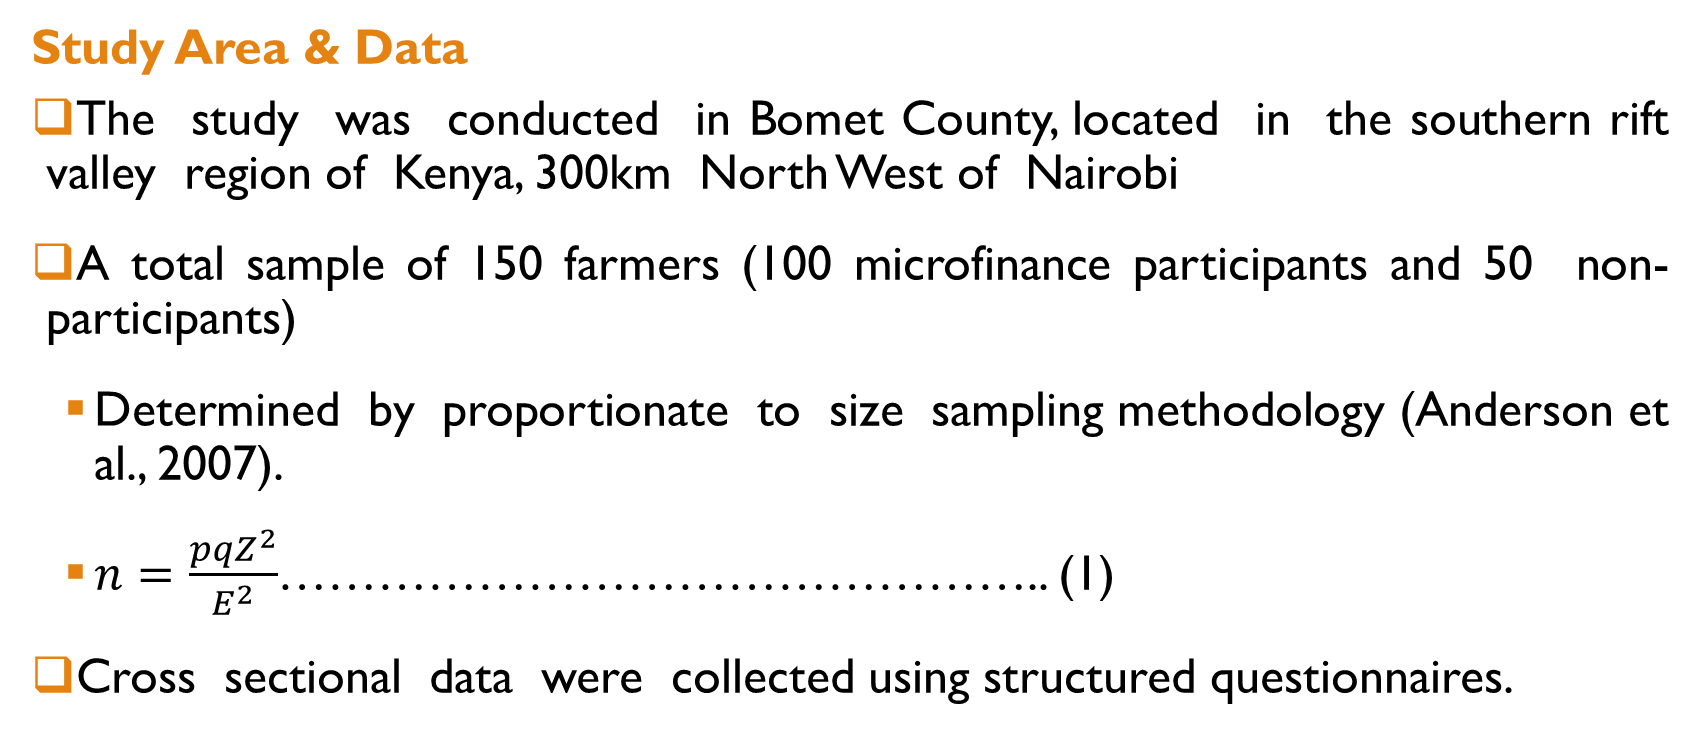 Study Area & Data
❑The study was conducted in Bomet County, located in the southern rift
valley region of Kenya, 300km North West of Nairobi
❑A total sample of 150 farmers (100 microfinance participants and 50 non-
participants)
▪Determined by proportionate to size sampling methodology (Anderson et
al., 2007).
▪n = pqZ²/E²………………………………………….. (1)
❑Cross sectional data were collected using structured questionnaires.